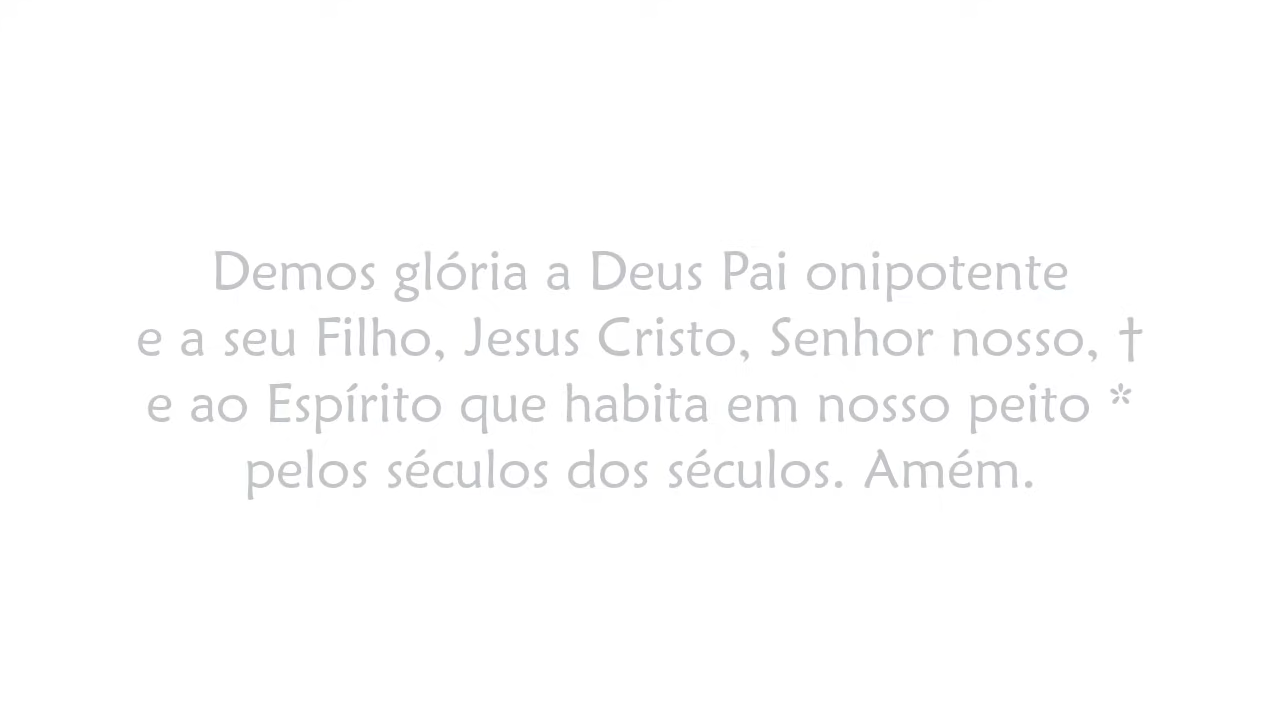 Demos glória a Deus Pai onipotente
e a seu Filho, Jesus Cristo, Senhor nosso, †
e ao Espírito que habita em nosso peito *
pelos séculos dos séculos. Amém.